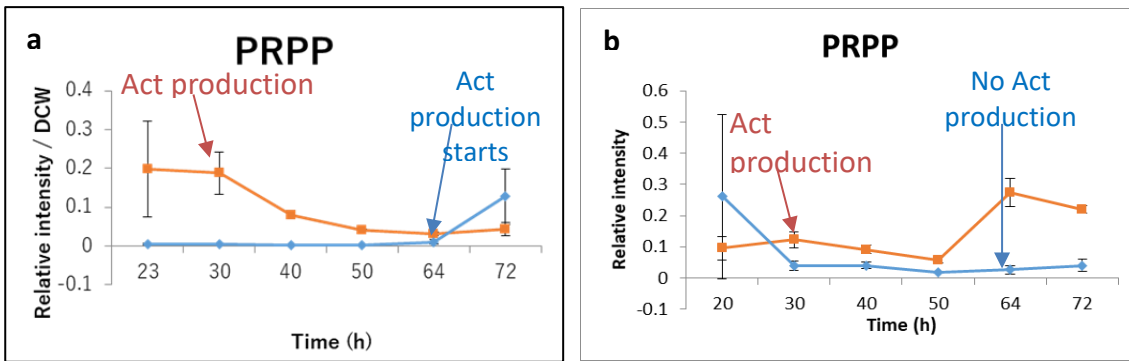 a
PRPP
Act production
Act
production
starts
Relative intensity / DCW
0.4
0.3
0.2
0.1
0
-0.1
23 30 40 50 64 72
Time (h)
b
PRPP
No Act
production
Act
production
Relative intensity
0.6
0.5
0.4
0.3
0.2
0.1
0
-0.1
20 30 40 50 64 72
Time (h)